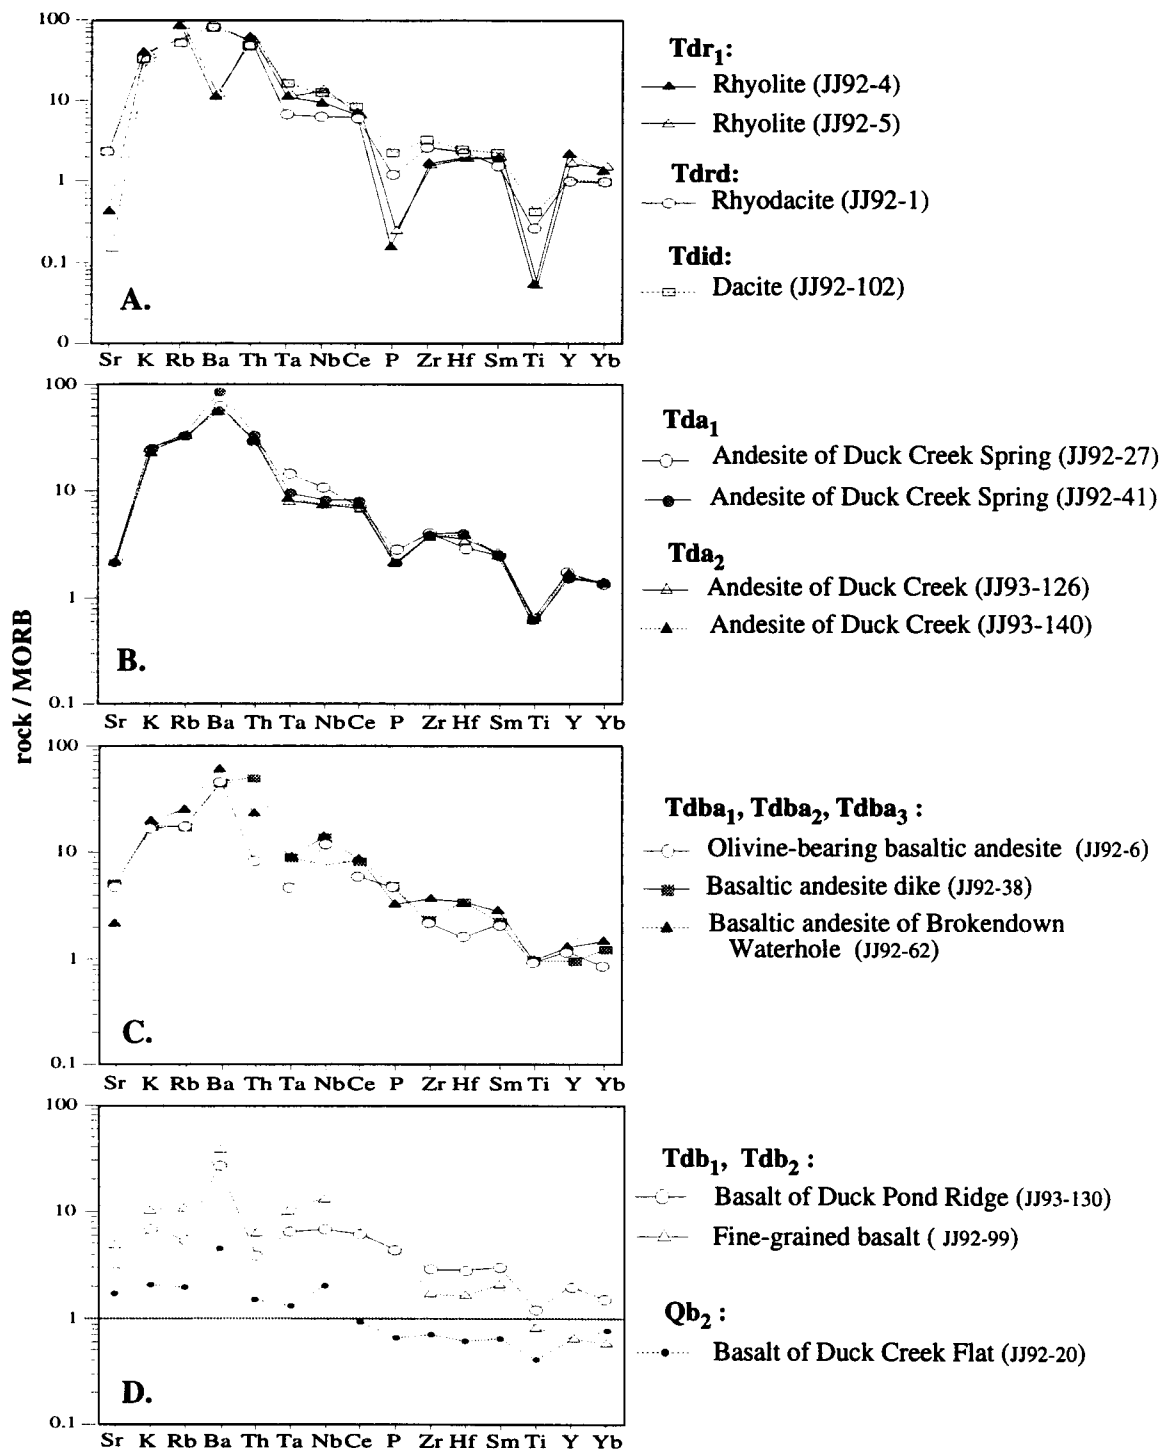 rock / MORB
100
10
1
0.1
0
A.
Sr K Rb Ba Th Ta Nb Ce P Zr Hf Sm Ti Y Yb
Tdr1:
Rhyolite (JJ92-4)
Rhyolite (JJ92-5)
Tdrd:
Rhyodacite (JJ92-1)
Tdid:
Dacite (JJ92-102)
100
10
1
0.1
B.
Sr K Rb Ba Th Ta Nb Ce P Zr Hf Sm Ti Y Yb
Tda1
Andesite of Duck Creek Spring (JJ92-27)
Andesite of Duck Creek Spring (JJ92-41)
Tda2
Andesite of Duck Creek (JJ93-126)
Andesite of Duck Creek (JJ93-140)
100
10
1
0.1
C.
Sr K Rb Ba Th Ta Nb Ce P Zr Hf Sm Ti Y Yb
Tdba1, Tdba2, Tdba3 :
Olivine-bearing basaltic andesite (JJ92-6)
Basaltic andesite dike (JJ92-38)
Basaltic andesite of Brokendown
Waterhole (JJ92-62)
100
10
1
0.1
D.
Sr K Rb Ba Th Ta Nb Ce P Zr Hf Sm Ti Y Yb
Tdb1, Tdb2 :
Basalt of Duck Pond Ridge (JJ93-130)
Fine-grained basalt ( JJ92-99)
Qb2 :
Basalt of Duck Creek Flat (JJ92-20)